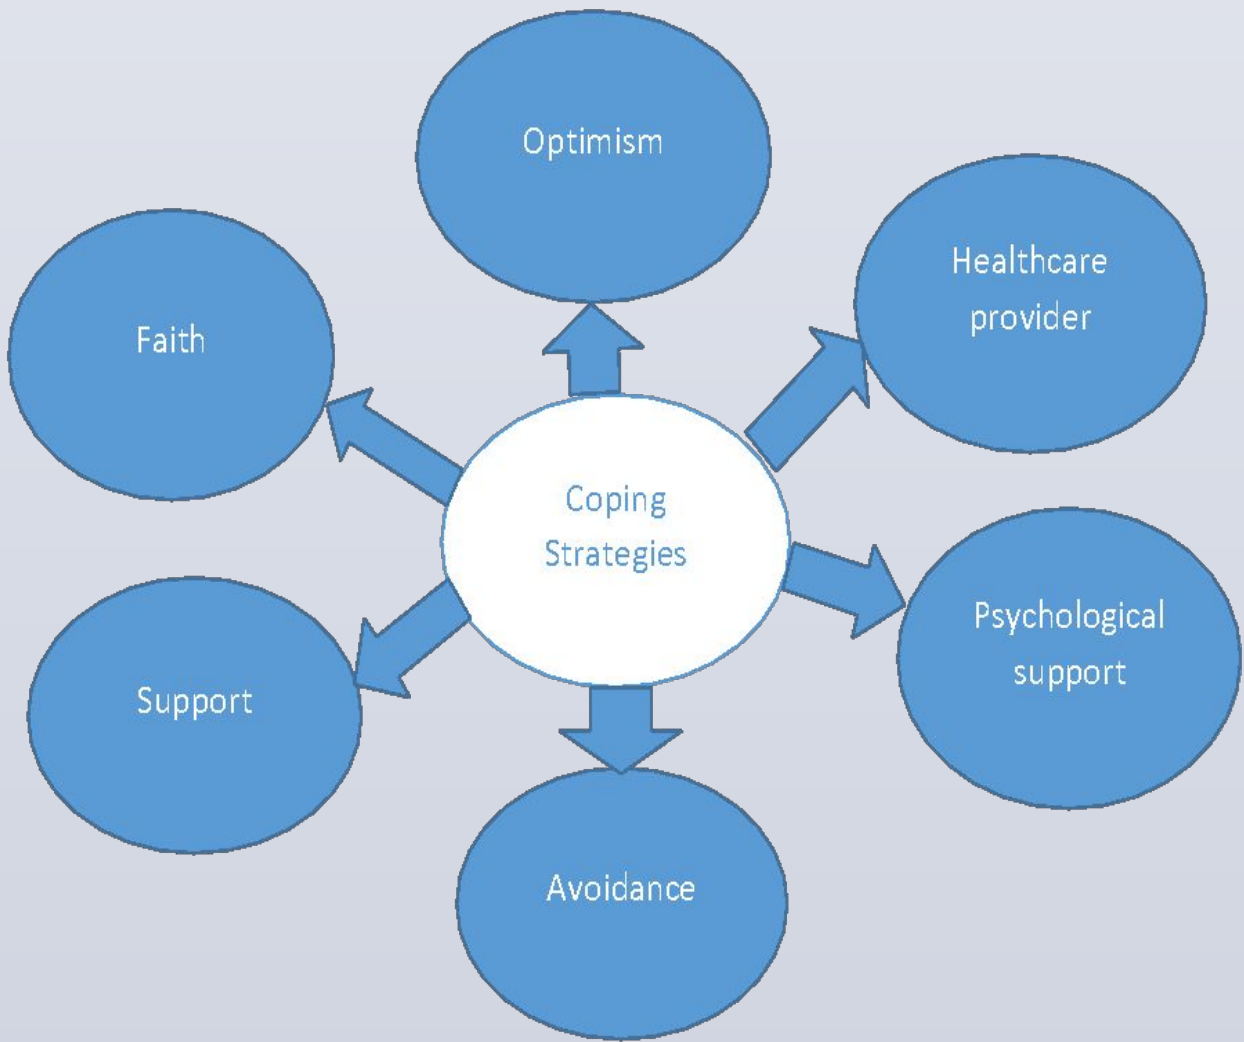 Optimism
Healthcare
provider
Faith
Coping
Strategies
Psychological
support
Support
Avoidance